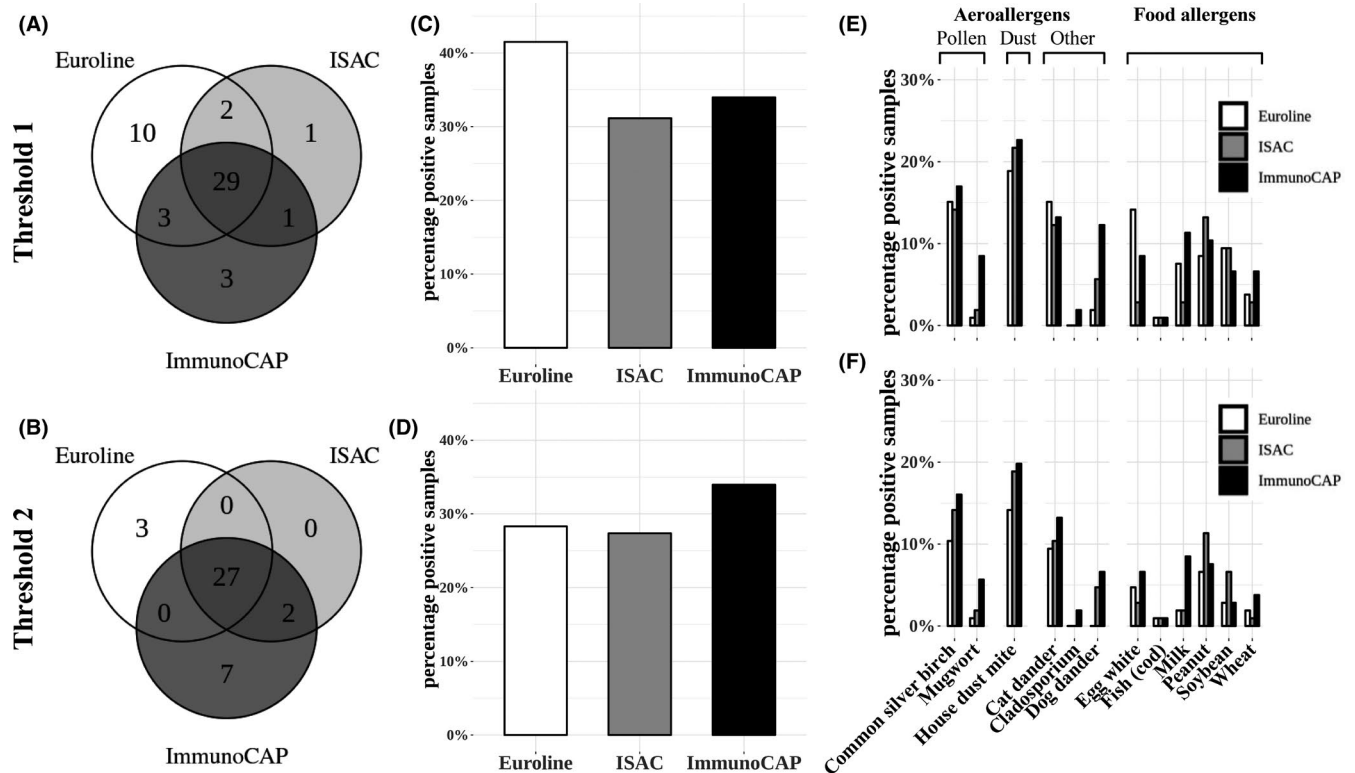 (A)
Euroline
ISAC
10
2
1
29
3
1
3
ImmunoCAP
Threshold 1
(B)
Euroline
ISAC
3
0
0
27
0
2
7
ImmunoCAP
Threshold 2
(C)
percentage positive samples
40%
30%
20%
10%
0%
Euroline
ISAC
ImmunoCAP
(D)
percentage positive samples
40%
30%
20%
10%
0%
Euroline
ISAC
ImmunoCAP
(E)
Aeroallergens
Food allergens
Pollen
Dust
Other
percentage positive samples
30%
20%
10%
0%
Euroline
ISAC
ImmunoCAP
(F)
percentage positive samples
30%
20%
10%
0%
Euroline
ISAC
ImmunoCAP
Common silver birch
Mugwort
House dust mite
Cat dander
Cladosporium
Dog dander
Egg white
Fish (cod)
Milk
Peanut
Soybean
Wheat